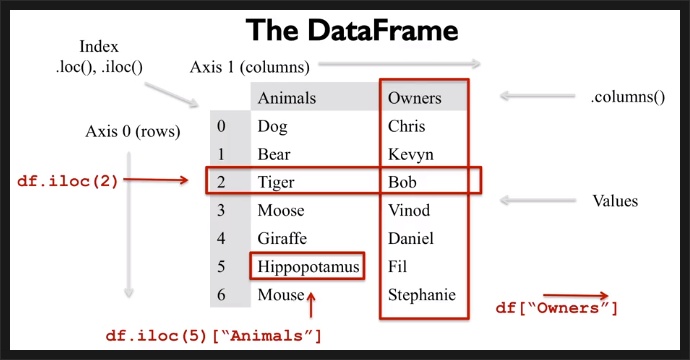 The DataFrame
Index
.loc(), .iloc()
Axis 1 (columns)
Animals Owners
.columns()
Axis 0 (rows)
0 Dog Chris
1 Bear Kevyn
df.iloc(2)
2 Tiger Bob
3 Moose Vinod
Values
4 Giraffe Daniel
5 Hippopotamus Fil
6 Mouse Stephanie
df[“Owners”]
df.iloc(5)[“Animals”]